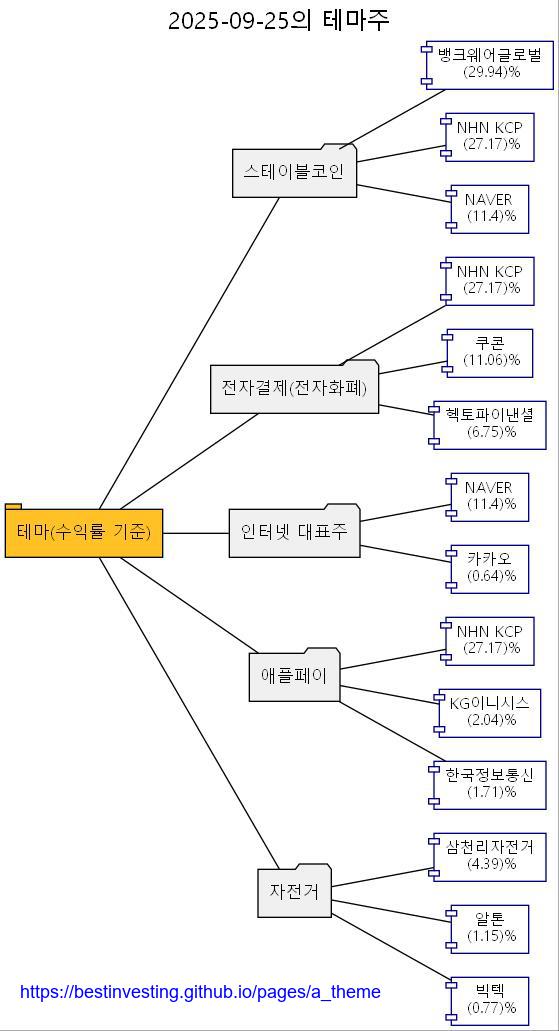 2025-09-25의 테마주
뱅크웨어글로벌
(29.94)%
NHN KCP
(27.17)%
스테이블코인
NAVER
(11.4)%
NHN KCP
(27.17)%
쿠콘
(11.06)%
전자결제(전자화폐)
헥토파이낸셜
(6.75)%
NAVER
(11.4)%
테마(수익률 기준)
인터넷 대표주
카카오
(0.64)%
NHN KCP
(27.17)%
애플페이
KG이니시스
(2.04)%
한국정보통신
(1.71)%
삼천리자전거
(4.39)%
자전거
알톤
(1.15)%
빅텍
(0.77)%
https://bestinvesting.github.io/pages/a_theme